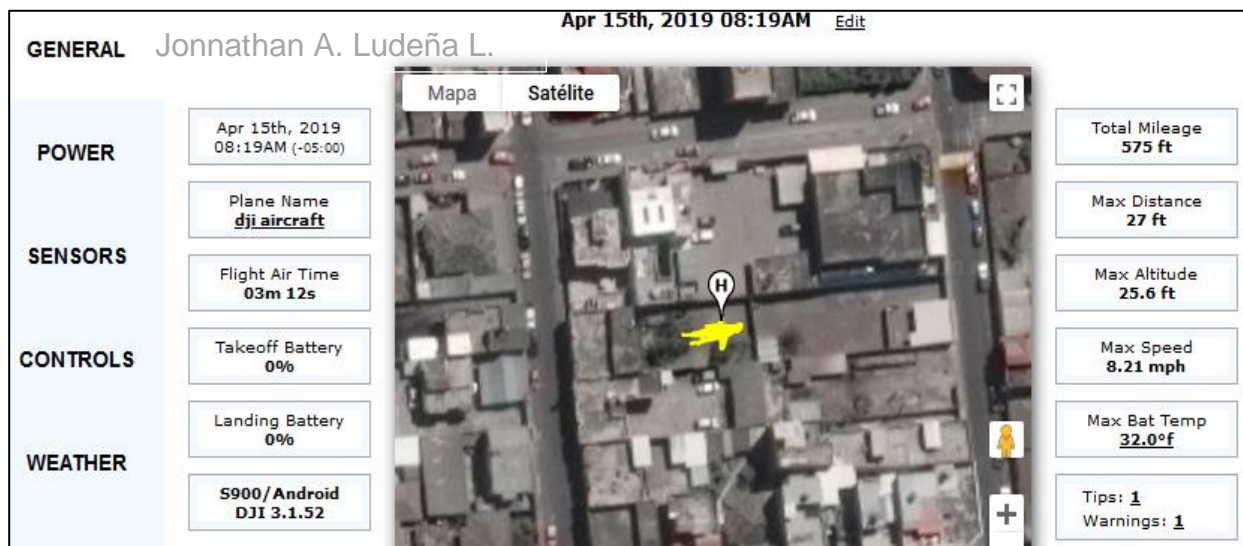 Apr 15th, 2019 08:19AM Edit
Jonnathan A. Ludeña L.
GENERAL
POWER
SENSORS
CONTROLS
WEATHER
Apr 15th, 2019
08:19AM (-05:00)
Plane Name
dji aircraft
Flight Air Time
03m 12s
Takeoff Battery
0%
Landing Battery
0%
S900/Android
DJI 3.1.52
Mapa Satélite
H
Total Mileage
575 ft
Max Distance
27 ft
Max Altitude
25.6 ft
Max Speed
8.21 mph
Max Bat Temp
32.0°f
Tips: 1
Warnings: 1